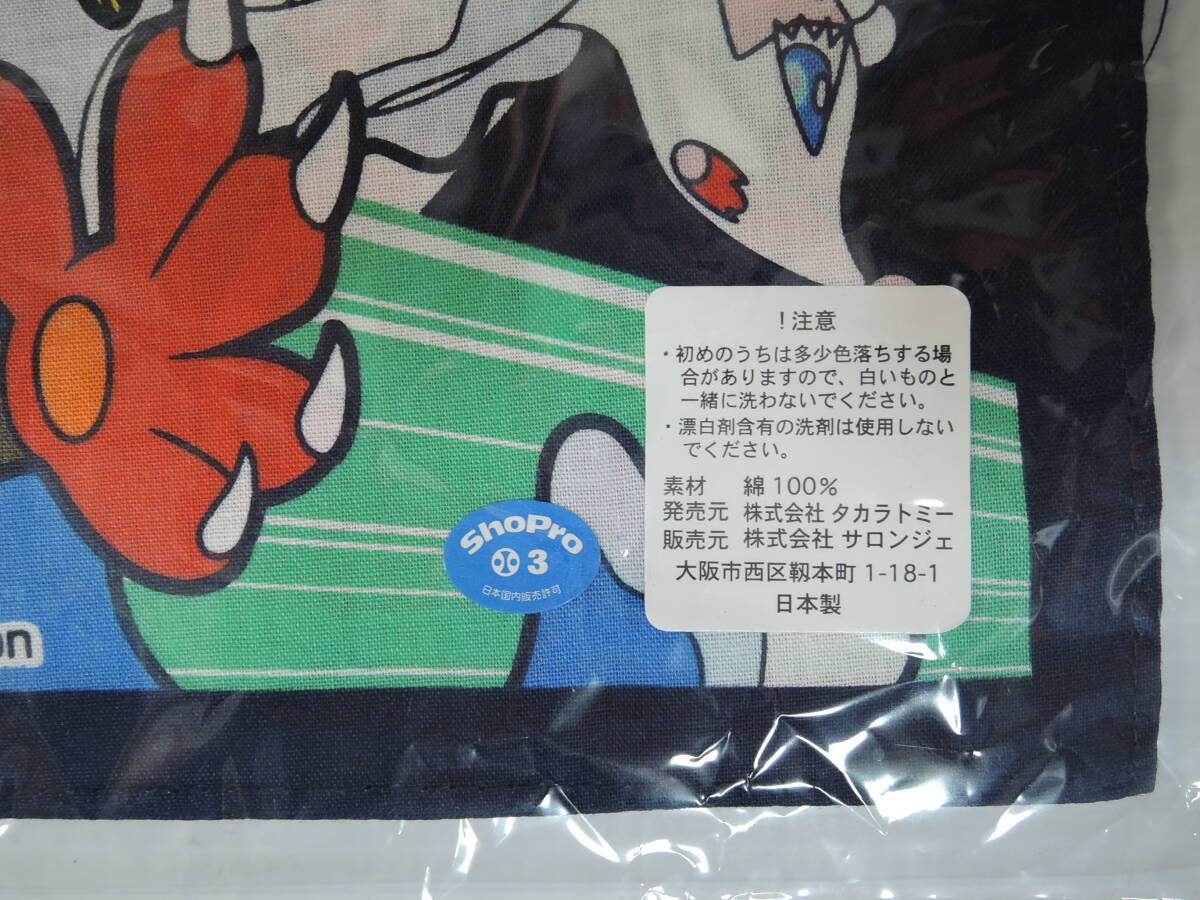 ！注意
・初めのうちは多少色落ちする場
合がありますので、白いものと
一緒に洗わないでください。
・漂白剤含有の洗剤は使用しない
でください。
素材　綿 100%
発売元　株式会社 タカラトミー
販売元　株式会社 サロンジェ
大阪市西区靱本町 1-18-1
日本製
ShoPro
3
日本国内販売許可
on